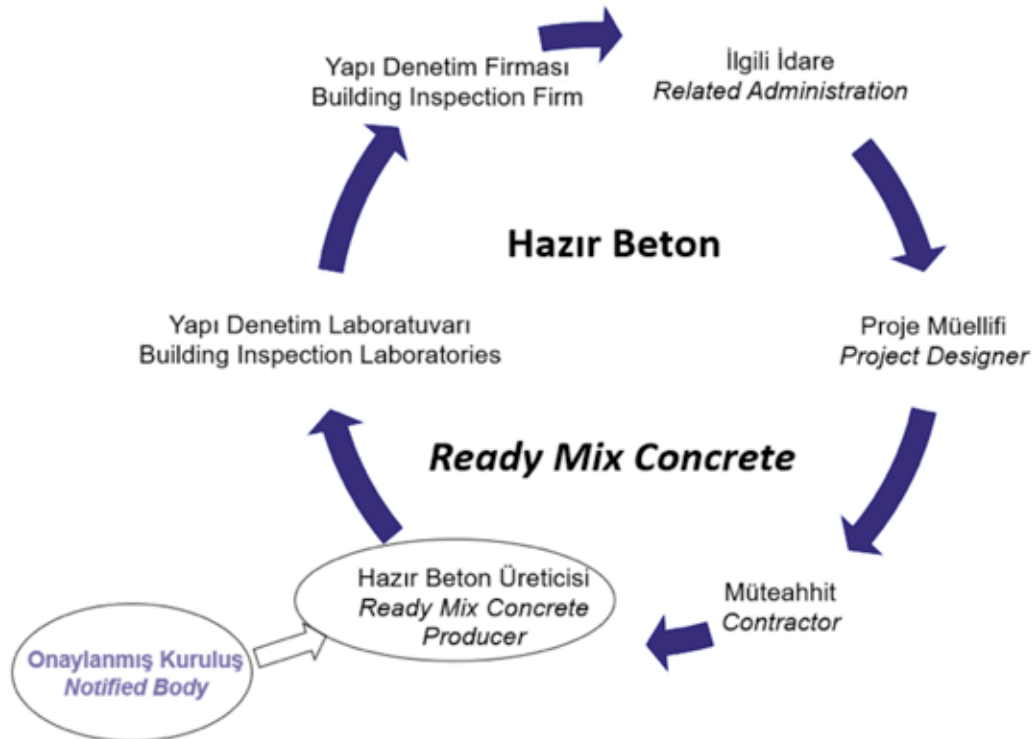 Yapı Denetim Firması
Building Inspection Firm
İlgili İdare
Related Administration
Hazır Beton
Yapı Denetim Laboratuvarı
Building Inspection Laboratories
Proje Müellifi
Project Designer
Ready Mix Concrete
Hazır Beton Üreticisi
Ready Mix Concrete
Producer
Müteahhit
Contractor
Onaylanmış Kuruluş
Notified Body